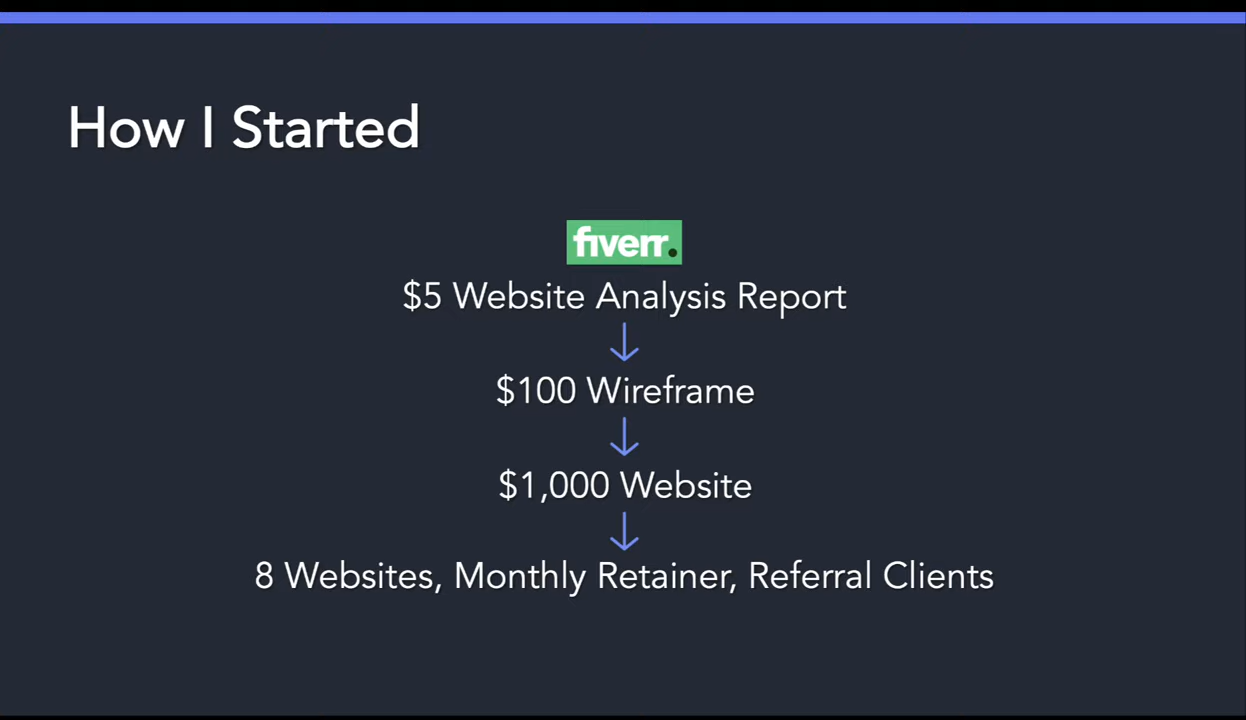 How I Started
fiverr.
$5 Website Analysis Report
$100 Wireframe
$1,000 Website
8 Websites, Monthly Retainer, Referral Clients